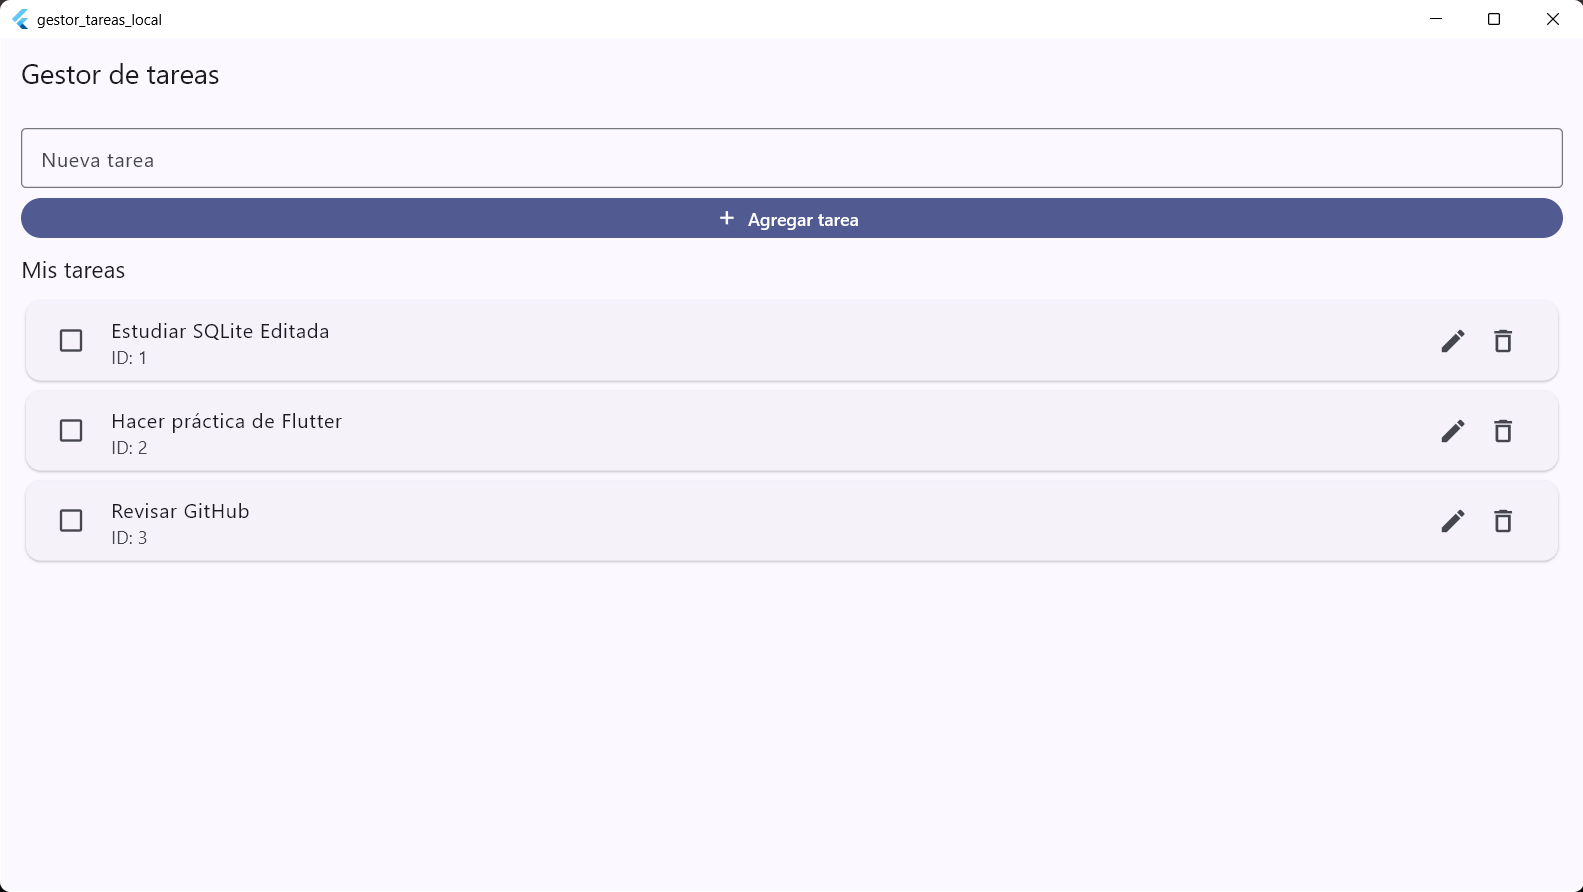 gestor_tareas_local
Gestor de tareas
Nueva tarea
+ Agregar tarea
Mis tareas
Estudiar SQLite Editada
ID: 1
Hacer práctica de Flutter
ID: 2
Revisar GitHub
ID: 3